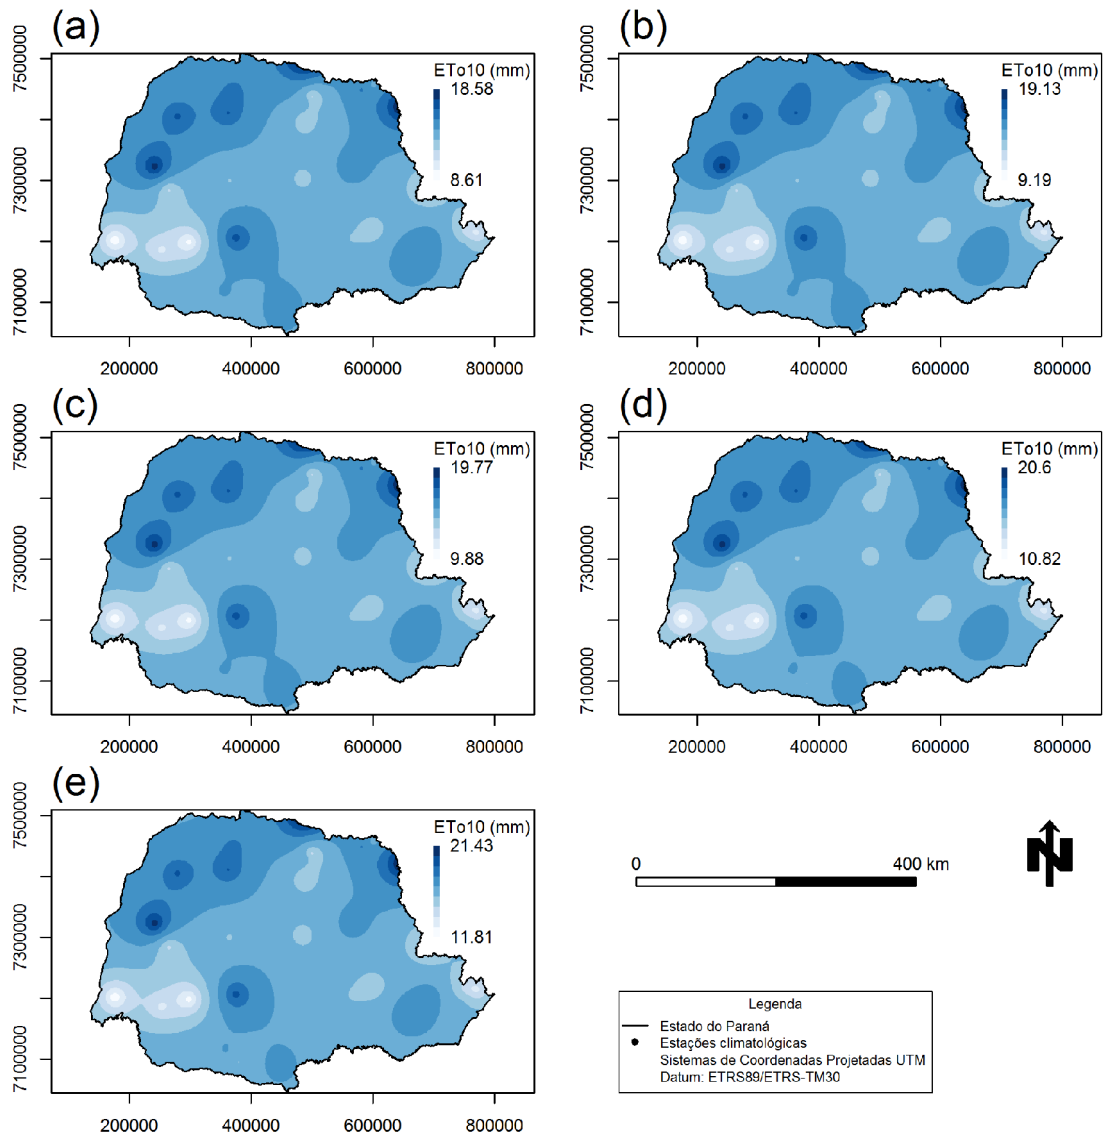 (a)
ETo10 (mm)
18.58
8.61
7500000
7300000
7100000
200000
400000
600000
800000
(b)
ETo10 (mm)
19.13
9.19
7500000
7300000
7100000
200000
400000
600000
800000
(c)
ETo10 (mm)
19.77
9.88
7500000
7300000
7100000
200000
400000
600000
800000
(d)
ETo10 (mm)
20.6
10.82
7500000
7300000
7100000
200000
400000
600000
800000
(e)
ETo10 (mm)
21.43
11.81
7500000
7300000
7100000
200000
400000
600000
800000
0
400 km
N
Legenda
Estado do Paraná
Estações climatológicas
Sistemas de Coordenadas Projetadas UTM
Datum: ETRS89/ETRS-TM30